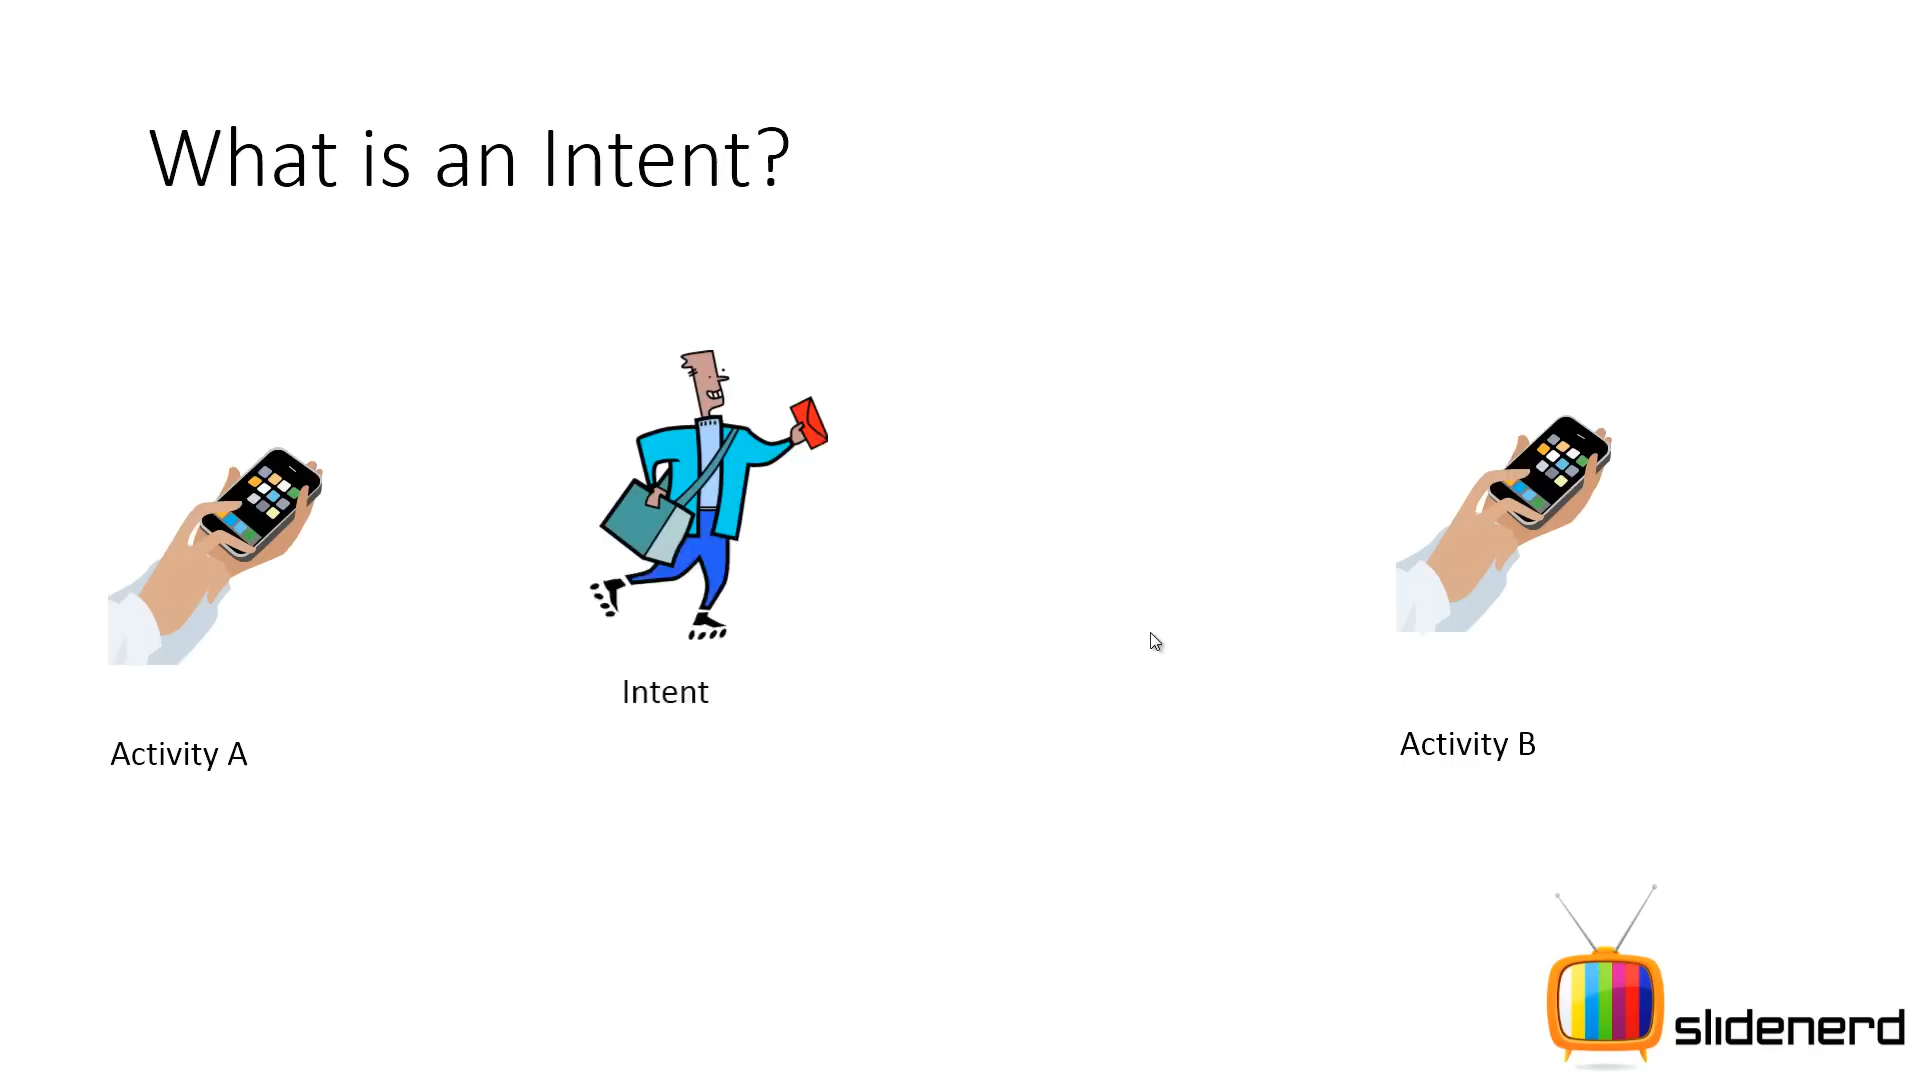 What is an Intent?
Intent
Activity A
Activity B
slidenerd